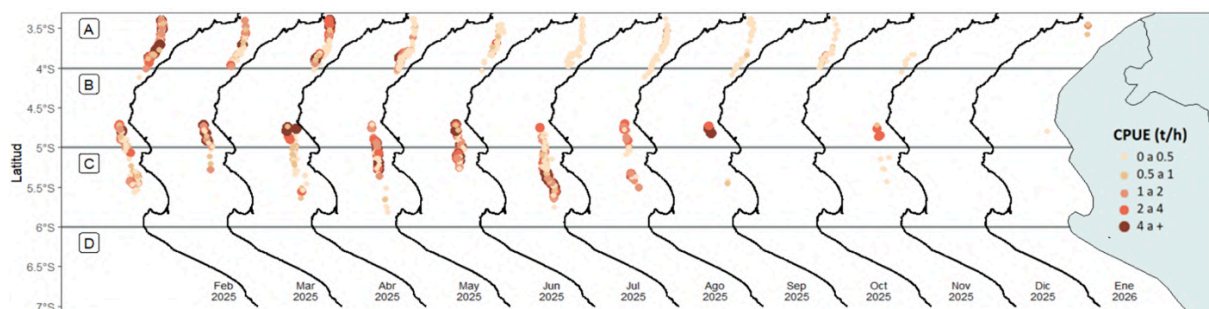 3.5°S
A
4°S
B
4.5°S
Latitud
5°S
C
5.5°S
6°S
D
6.5°S
7°S
CPUE (t/h)
0 a 0.5
0.5 a 1
1 a 2
2 a 4
4 a +
Feb
2025
Mar
2025
Abr
2025
May
2025
Jun
2025
Jul
2025
Ago
2025
Sep
2025
Oct
2025
Nov
2025
Dic
2025
Ene
2026